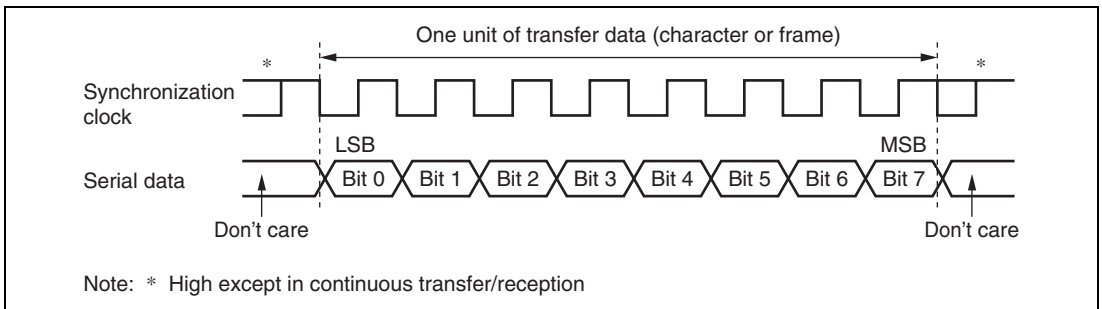 One unit of transfer data (character or frame)
* *
Synchronization
clock
LSB MSB
Serial data Bit 0 Bit 1 Bit 2 Bit 3 Bit 4 Bit 5 Bit 6 Bit 7
Don't care Don't care
Note: * High except in continuous transfer/reception